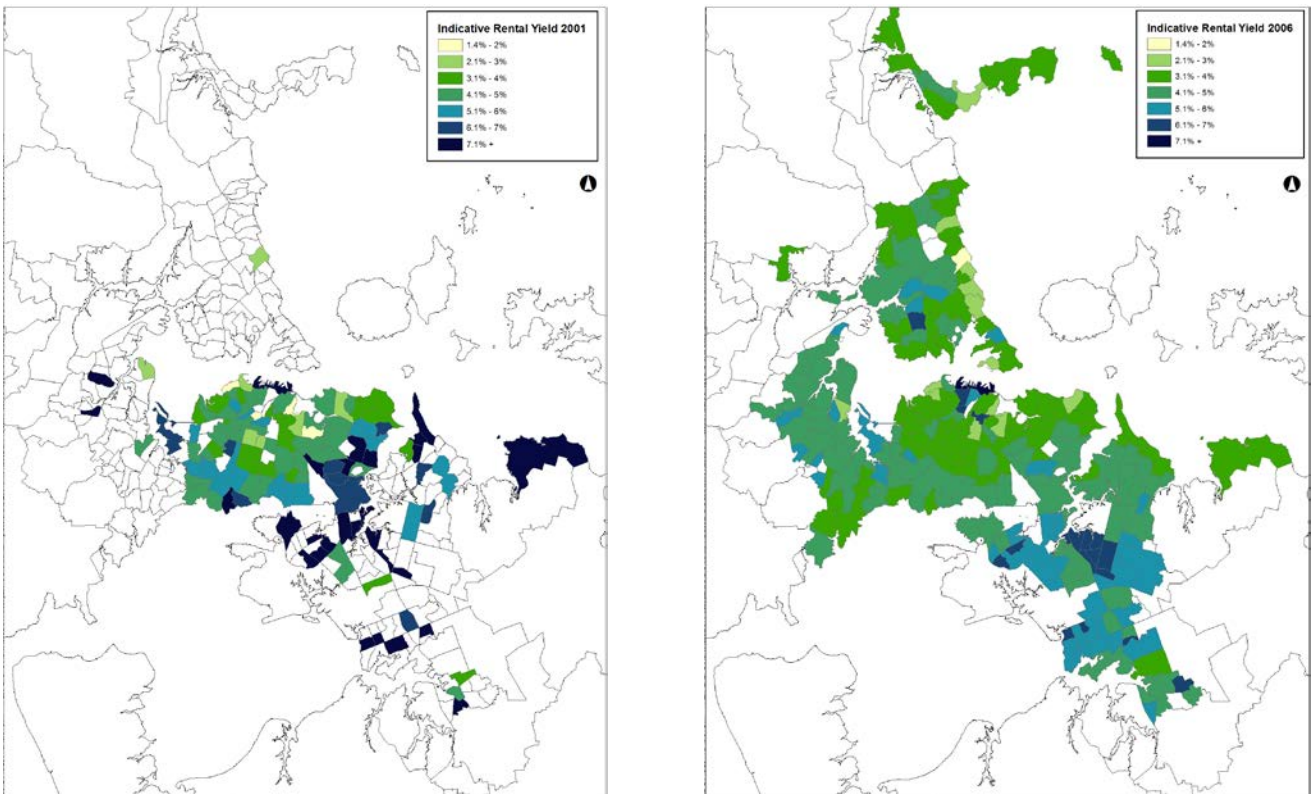 Indicative Rental Yield 2001
1.4% - 2%
2.1% - 3%
3.1% - 4%
4.1% - 5%
5.1% - 6%
6.1% - 7%
7.1% +
Indicative Rental Yield 2006
1.4% - 2%
2.1% - 3%
3.1% - 4%
4.1% - 5%
5.1% - 6%
6.1% - 7%
7.1% +